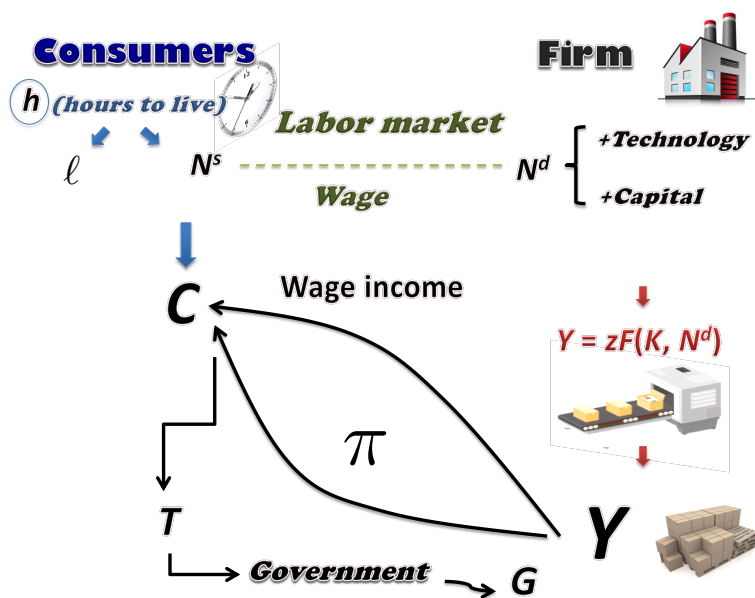 Consumers
Firm
h (hours to live)
Labor market
ℓ
Nˢ
Nᵈ
+Technology
Wage
+Capital
C
Wage income
Y = zF(K, Nᵈ)
π
T
Y
Government
G